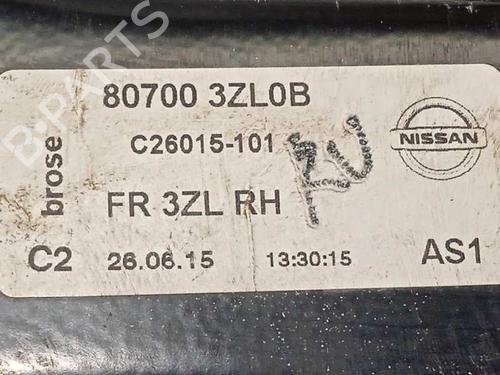 B-PARTS
80700 3ZL0B
C26015-101
NISSAN
brose
FR 3ZL RH
C2
26.06.15
13:30:15
AS1